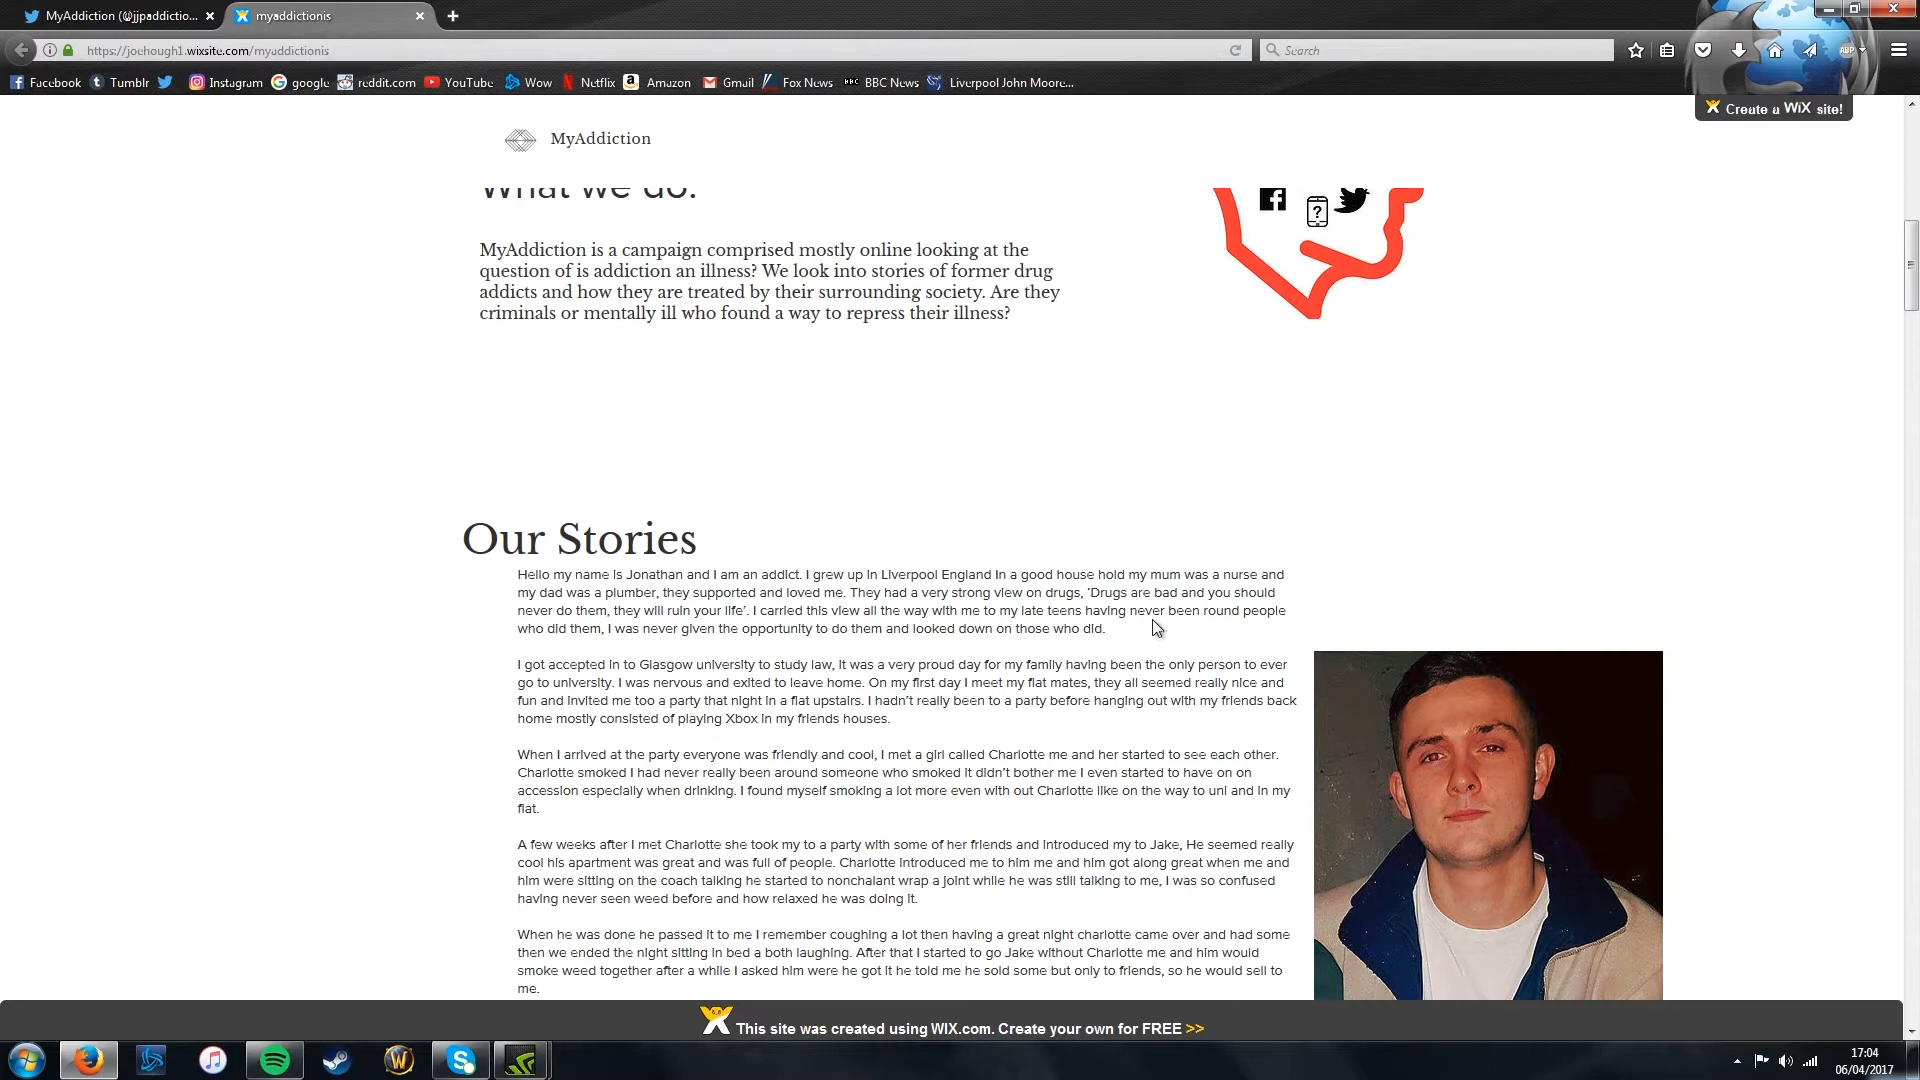 MyAddiction (@jjpaddictio...
myaddictionis
https://joehough1.wixsite.com/myaddictionis
Search
ABP
Facebook
Tumblr
Instagram
google
reddit.com
YouTube
Wow
Netflix
Amazon
Gmail
Fox News
BBC News
Liverpool John Moore...
Create a WiX site!
MyAddiction
What we do.
MyAddiction is a campaign comprised mostly online looking at the
question of is addiction an illness? We look into stories of former drug
addicts and how they are treated by their surrounding society. Are they
criminals or mentally ill who found a way to repress their illness?
Our Stories
Hello my name is Jonathan and I am an addict. I grew up in Liverpool England in a good house hold my mum was a nurse and
my dad was a plumber, they supported and loved me. They had a very strong view on drugs, 'Drugs are bad and you should
never do them, they will ruin your life'. I carried this view all the way with me to my late teens having never been round people
who did them, I was never given the opportunity to do them and looked down on those who did.
I got accepted in to Glasgow university to study law, it was a very proud day for my family having been the only person to ever
go to university. I was nervous and exited to leave home. On my first day I meet my flat mates, they all seemed really nice and
fun and invited me too a party that night in a flat upstairs. I hadn't really been to a party before hanging out with my friends back
home mostly consisted of playing Xbox in my friends houses.
When I arrived at the party everyone was friendly and cool, I met a girl called Charlotte me and her started to see each other.
Charlotte smoked I had never really been around someone who smoked it didn't bother me I even started to have on on
accession especially when drinking. I found myself smoking a lot more even with out Charlotte like on the way to uni and in my
flat.
A few weeks after I met Charlotte she took my to a party with some of her friends and introduced my to Jake, He seemed really
cool his apartment was great and was full of people. Charlotte introduced me to him me and him got along great when me and
him were sitting on the coach talking he started to nonchalant wrap a joint while he was still talking to me, I was so confused
having never seen weed before and how relaxed he was doing it.
When he was done he passed it to me I remember coughing a lot then having a great night charlotte came over and had some
then we ended the night sitting in bed a both laughing. After that I started to go Jake without Charlotte me and him would
smoke weed together after a while I asked him were he got it he told me he sold some but only to friends, so he would sell to
me.
This site was created using WIX.com. Create your own for FREE >>
17:04
06/04/2017